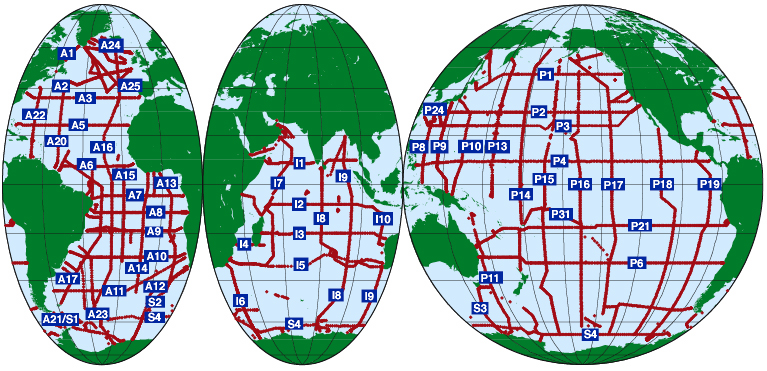 A1
A24
A2
A25
A3
A22
A5
A20
A16
A6
A15
A13
A7
A8
A9
A10
A14
A17
A12
A11
S2
A23
A21/S1
S4
I1
I7
I9
I2
I8
I10
I3
I4
I5
I6
I8
I9
S4
P1
P24
P2
P3
P8
P9
P10
P13
P4
P15
P14
P16
P17
P18
P19
P31
P21
P6
P11
S3
S4